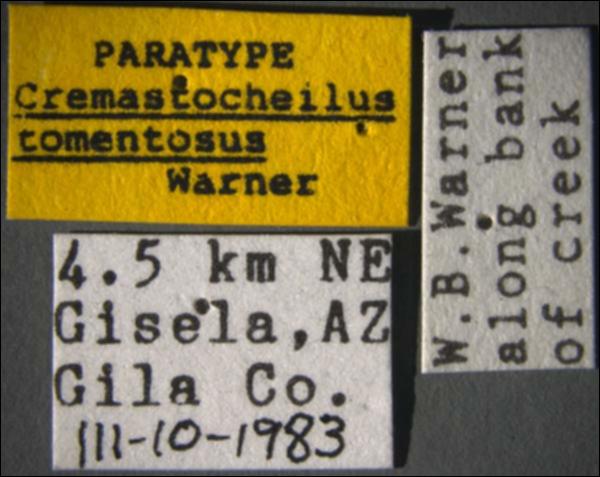 PARATYPE
Cremastocheilus
tomentosus
Warner
4.5 km NE
Gisela, AZ
Gila Co.
III-10-1983
W.B.Warner
along bank
of creek